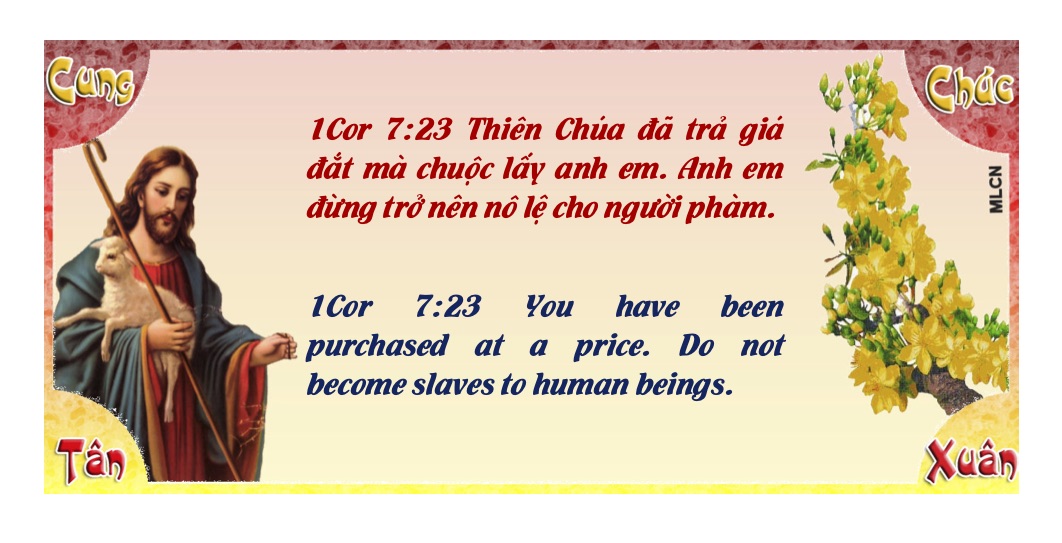 Cung
Chúc
1Cor 7:23 Thiên Chúa đã trả giá
đắt mà chuộc lấy anh em. Anh em
đừng trở nên nô lệ cho người phàm.
MLCN
1Cor 7:23 You have been
purchased at a price. Do not
become slaves to human beings.
Tân
Xuân